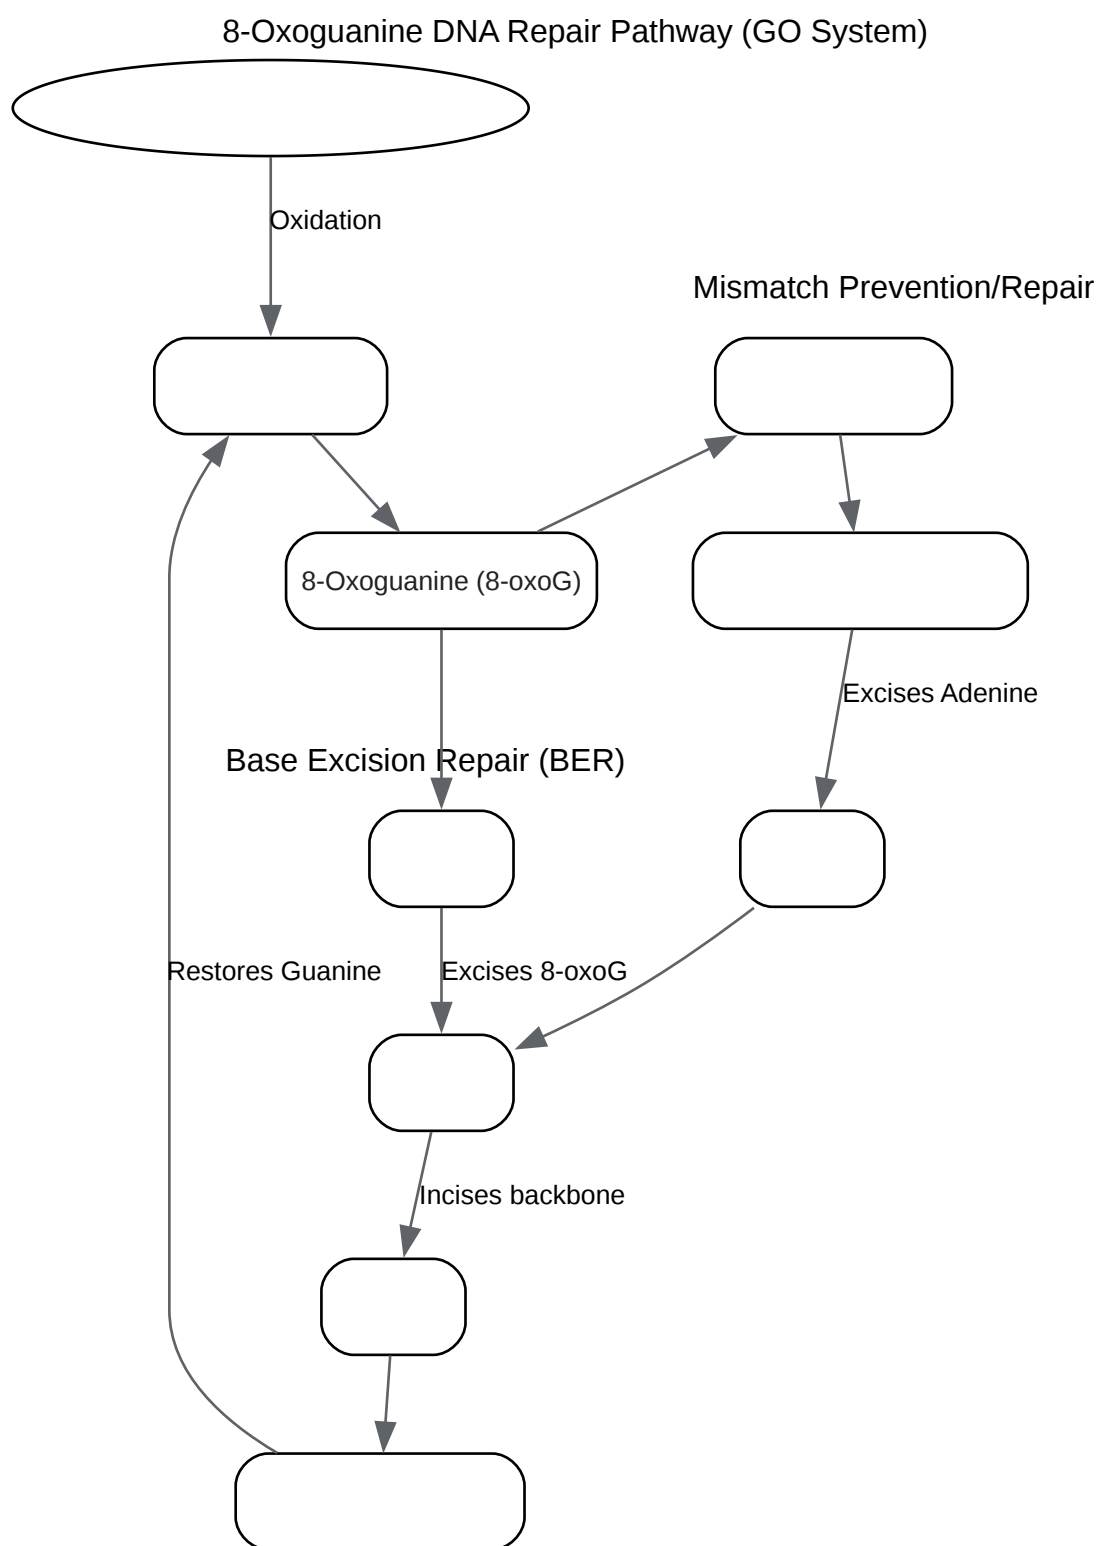 8-Oxoguanine DNA Repair Pathway (GO System)
Oxidation
Mismatch Prevention/Repair
8-Oxoguanine (8-oxoG)
Excises Adenine
Base Excision Repair (BER)
Restores Guanine
Excises 8-oxoG
Incises backbone